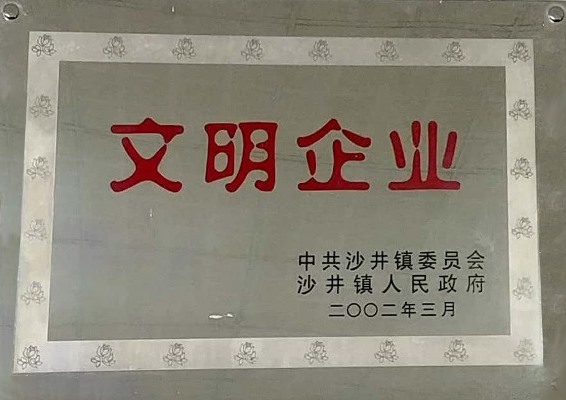 文明企业
中共沙井镇委员会
沙井镇人民政府
二〇〇二年三月